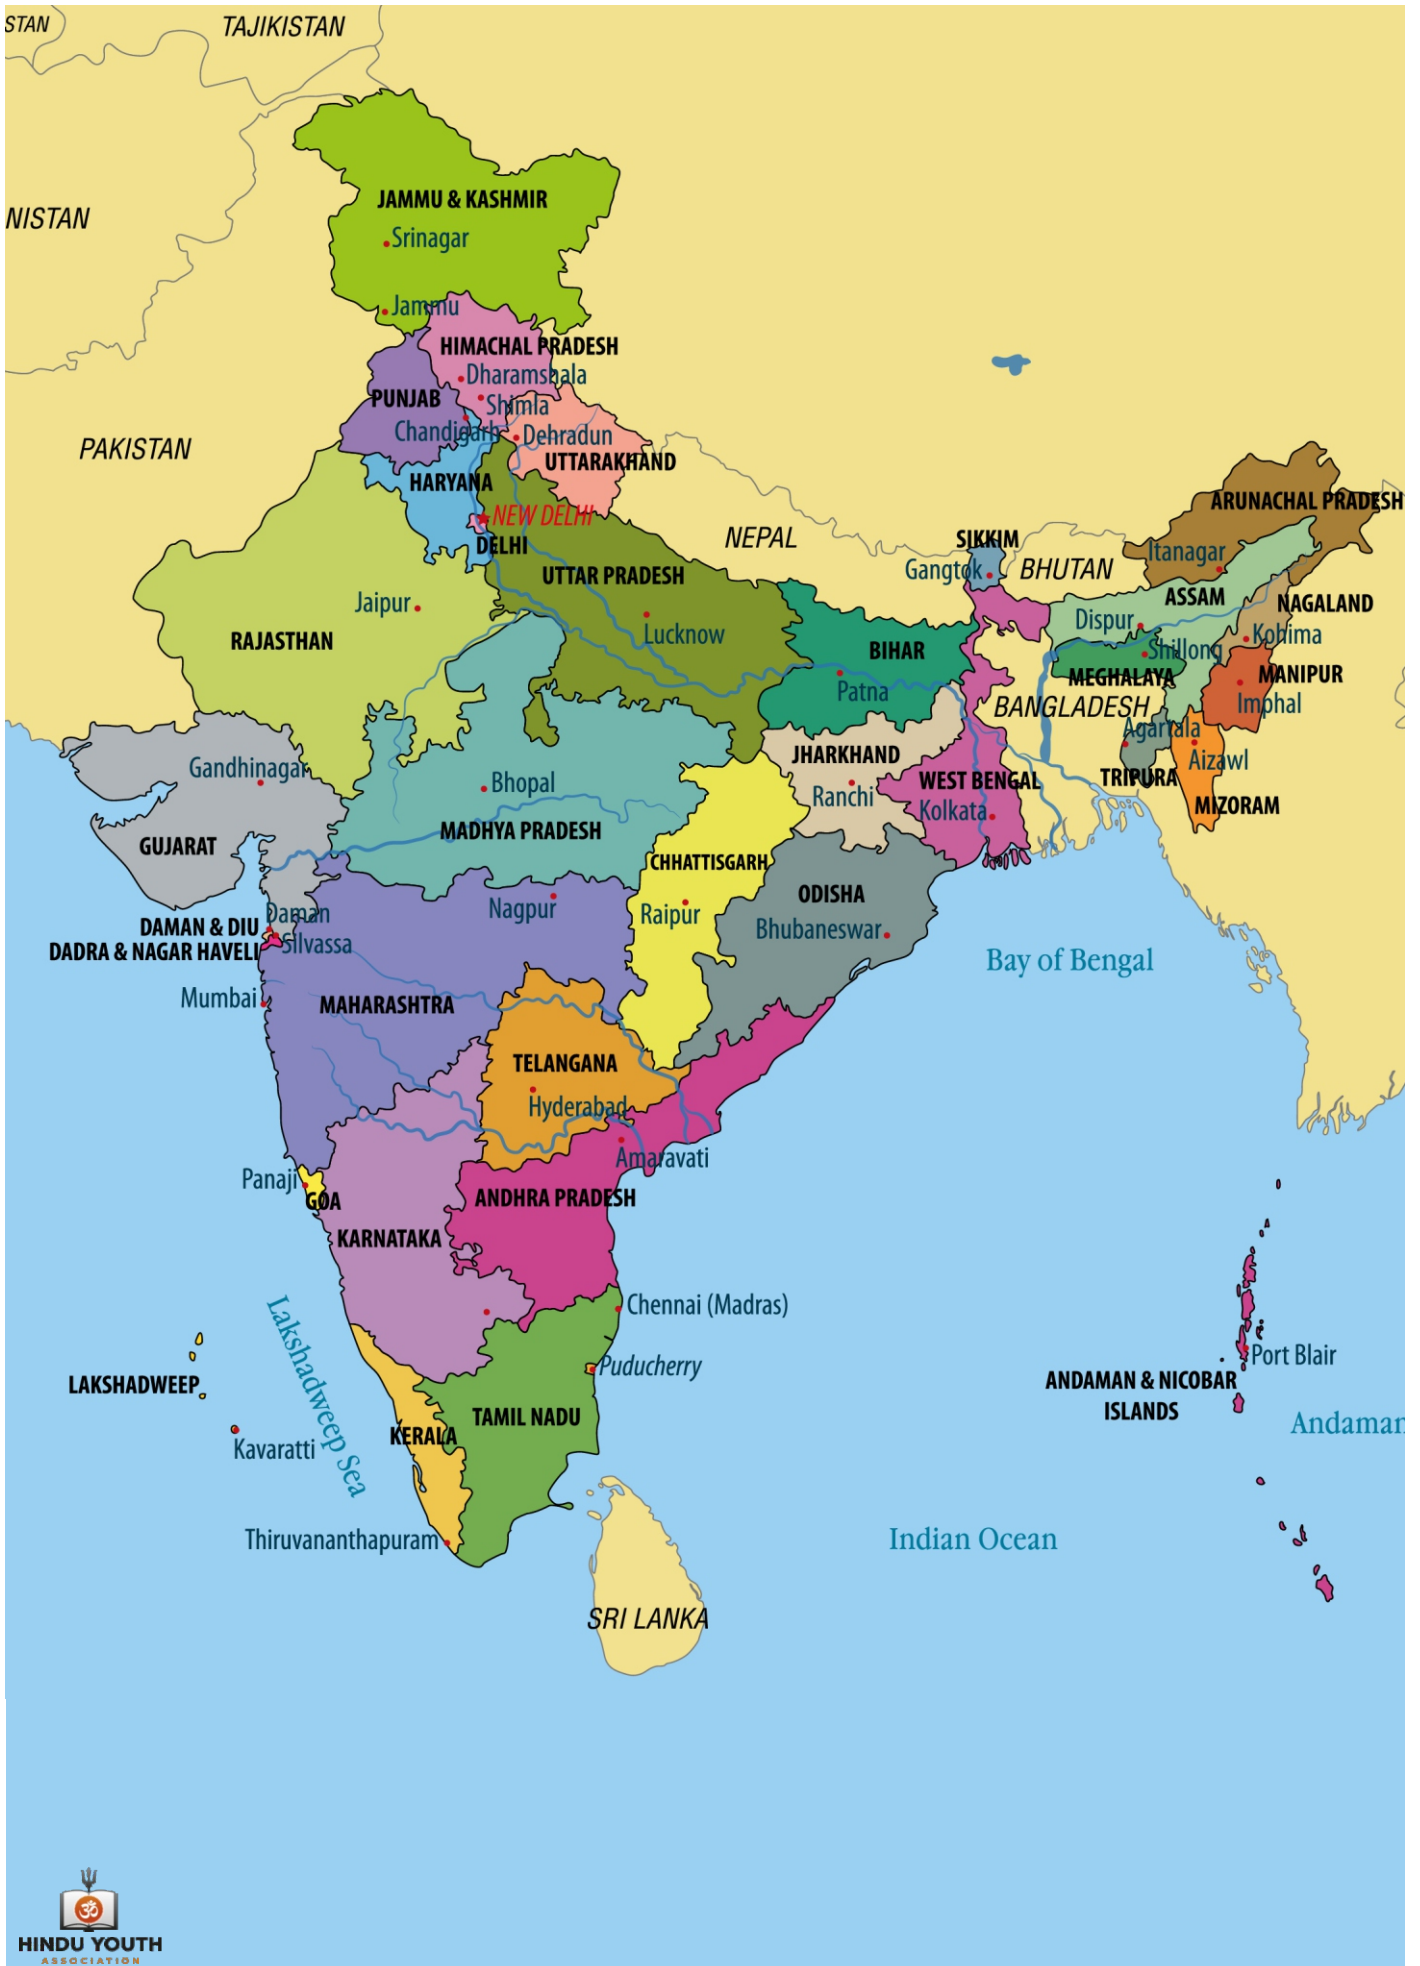 STAN
TAJIKISTAN
JAMMU & KASHMIR
NISTAN
Srinagar
Jammu
HIMACHAL PRADESH
Dharamshala
PUNJAB
Shimla
Chandigarh
Dehradun
PAKISTAN
UTTARAKHAND
HARYANA
ARUNACHAL PRADESH
NEW DELHI
NEPAL
SIKKIM
DELHI
Itanagar
Gangtok
BHUTAN
UTTAR PRADESH
ASSAM
NAGALAND
Jaipur
Dispur
Lucknow
Kohima
RAJASTHAN
BIHAR
Shillong
MEGHALAYA
MANIPUR
Patna
Imphal
BANGLADESH
Agartala
JHARKHAND
Aizawl
Gandhinagar
Bhopal
WEST BENGAL
TRIPURA
Ranchi
Kolkata
MIZORAM
MADHYA PRADESH
GUJARAT
CHHATTISGARH
ODISHA
Nagpur
Raipur
Daman
DAMAN & DIU
Bhubaneswar
Silvassa
DADRA & NAGAR HAVELI
Bay of Bengal
Mumbai
MAHARASHTRA
TELANGANA
Hyderabad
Amaravati
Panaji
GOA
ANDHRA PRADESH
KARNATAKA
Chennai (Madras)
Lakshadweep Sea
Port Blair
Puducherry
LAKSHADWEEP
ANDAMAN & NICOBAR
ISLANDS
TAMIL NADU
Andaman
KERALA
Kavaratti
Thiruvananthapuram
Indian Ocean
SRI LANKA
ॐ
HINDU YOUTH
ASSOCIATION